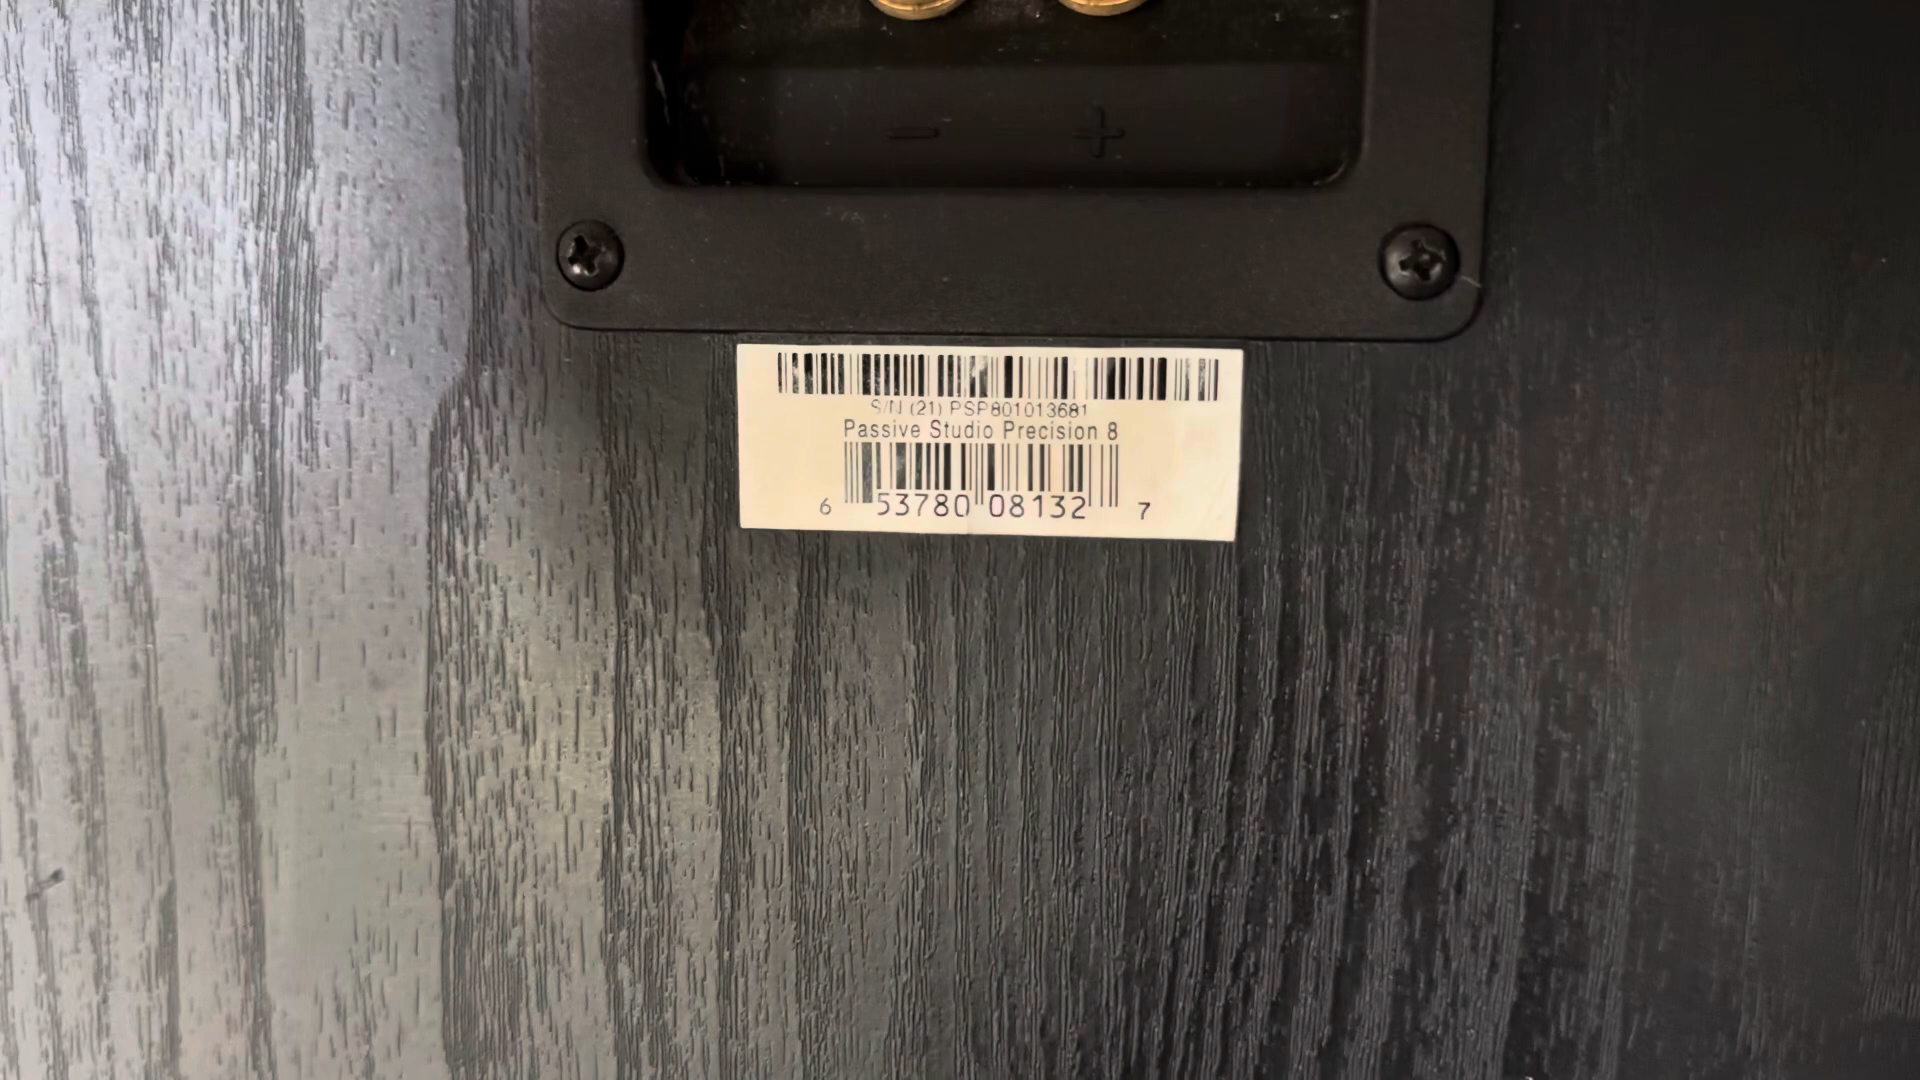 − +
S/N (21) PSP801013681
Passive Studio Precision 8
6 53780 08132 7